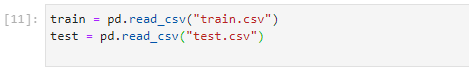 [11]: train = pd.read_csv("train.csv")
test = pd.read_csv("test.csv")